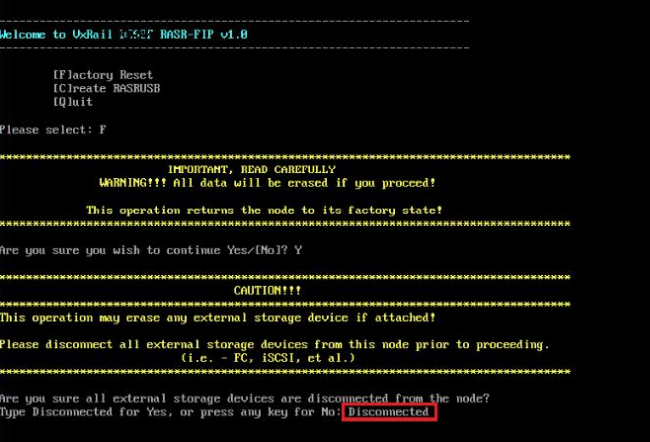 Welcome to VxRail RASR-FIP v1.0
[F]actory Reset
[C]reate RASRUSB
[Q]uit
Please select: F
IMPORTANT, READ CAREFULLY
WARNING!!! All data will be erased if you proceed!
This operation returns the node to its factory state!
Are you sure you wish to continue Yes/[No]? Y
CAUTION!!!
This operation may erase any external storage device if attached!
Please disconnect all external storage devices from this node prior to proceeding.
(i.e. - FC, iSCSI, et al.)
Are you sure all external storage devices are disconnected from the node?
Type Disconnected for Yes, or press any key for No: Disconnected